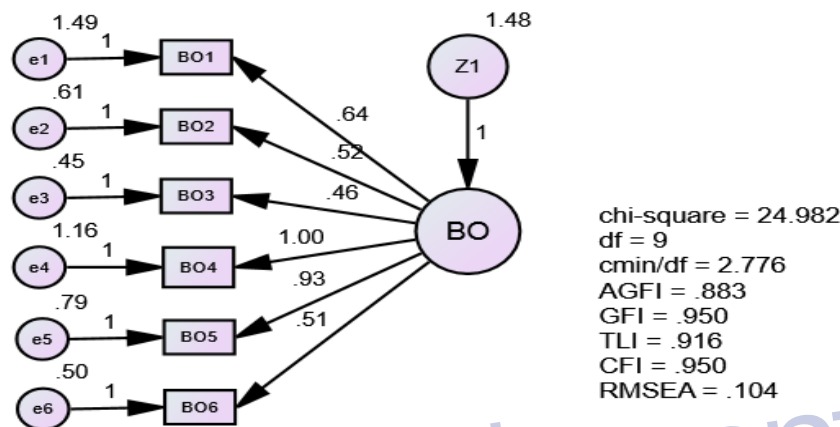 1.49
1
e1
BO1
.61
1
e2
BO2
.45
1
e3
BO3
1.16
1
e4
BO4
.79
1
e5
BO5
.50
1
e6
BO6
.64
.52
.46
1.00
.93
.51
1.48
Z1
1
BO
chi-square = 24.982
df = 9
cmin/df = 2.776
AGFI = .883
GFI = .950
TLI = .916
CFI = .950
RMSEA = .104